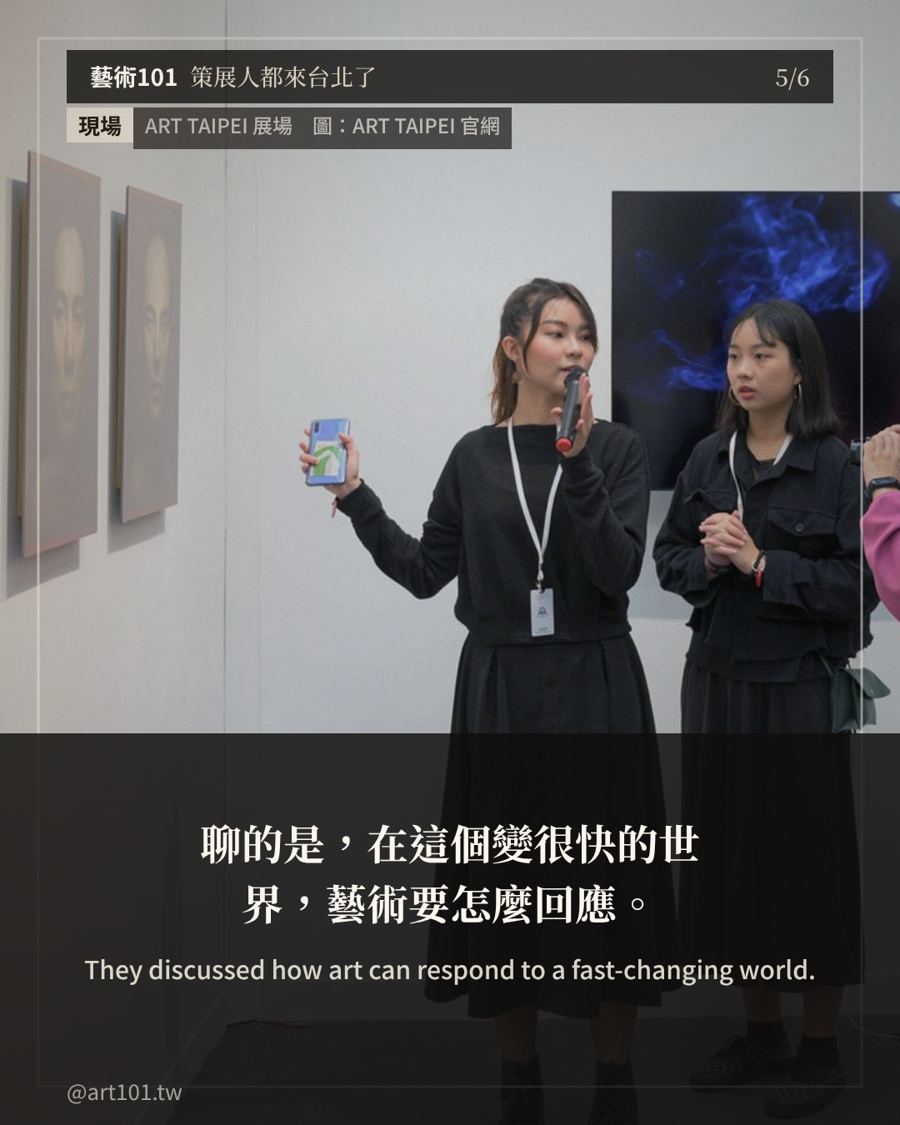 藝術101 策展人都來台北了 5/6
現場 ART TAIPEI 展場 圖：ART TAIPEI 官網
聊的是，在這個變很快的世
界，藝術要怎麼回應。
They discussed how art can respond to a fast-changing world.
@art101.tw